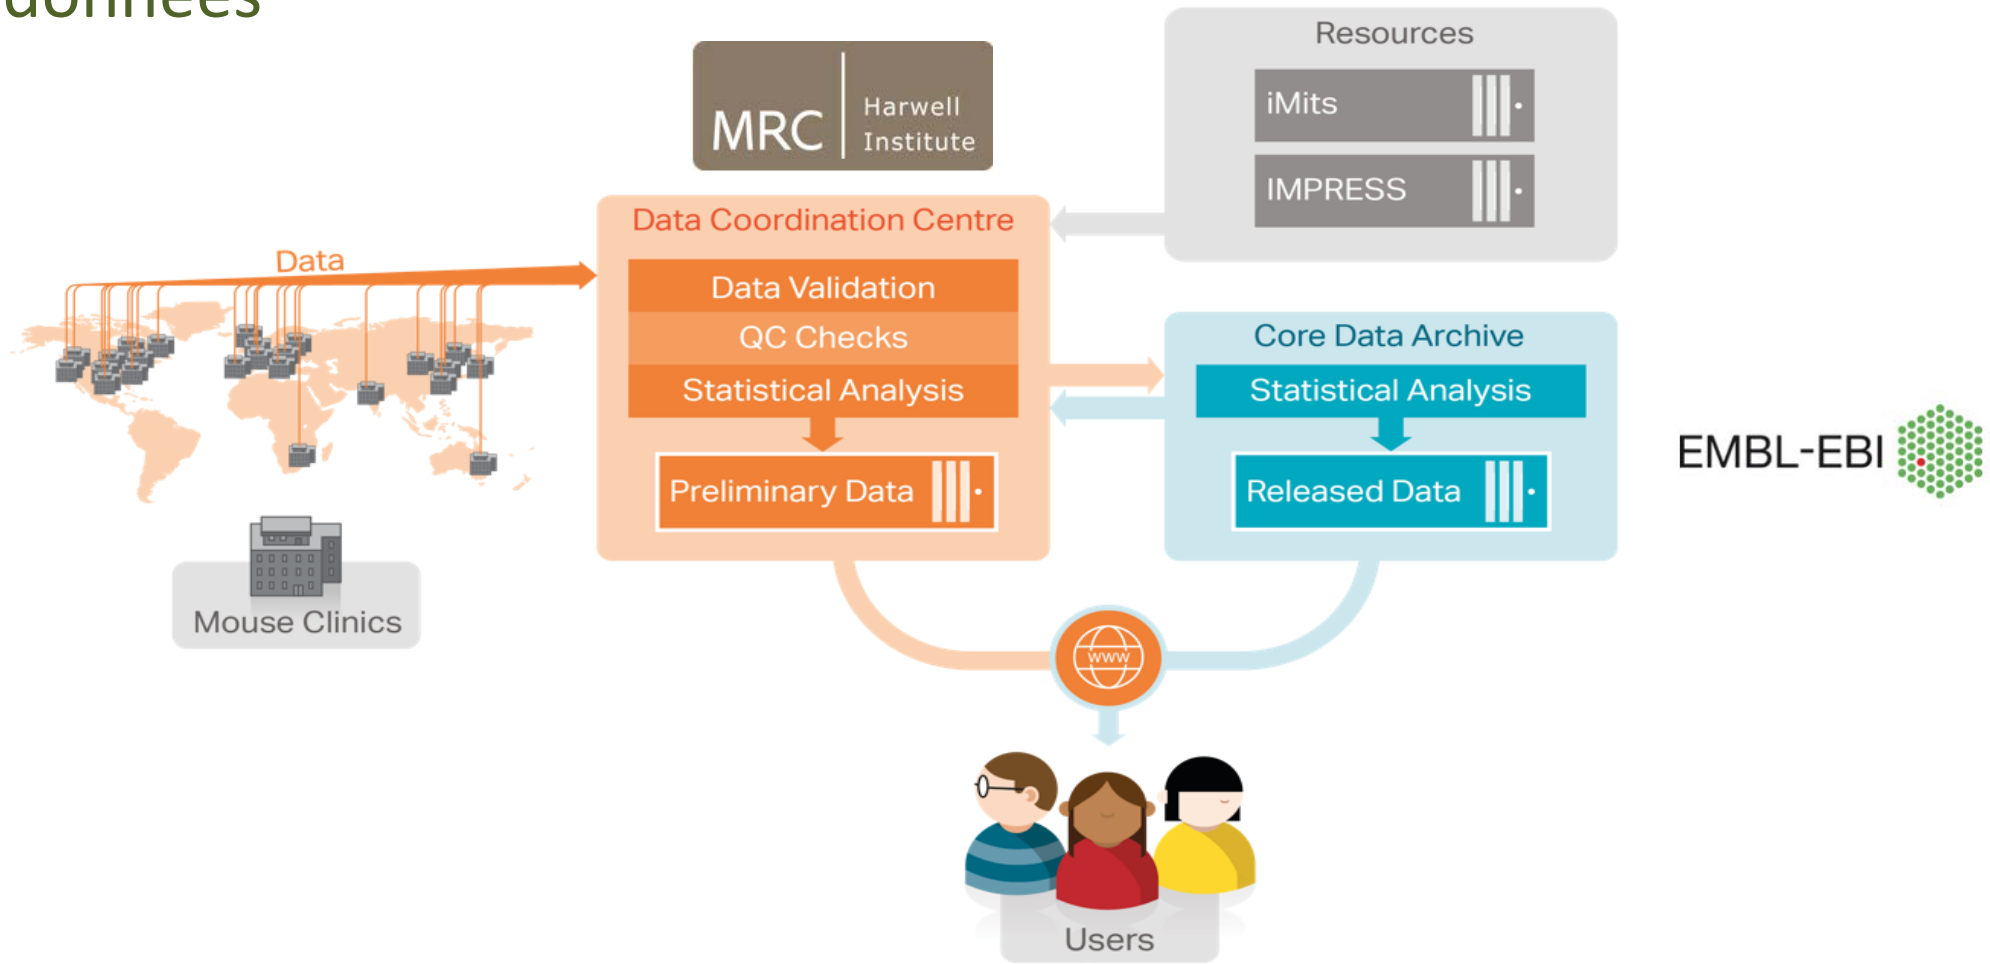 données
MRC
Harwell
Institute
Resources
iMits
IMPRESS
Data
Data Coordination Centre
Data Validation
QC Checks
Statistical Analysis
Preliminary Data
Core Data Archive
Statistical Analysis
Released Data
EMBL-EBI
Mouse Clinics
www
Users